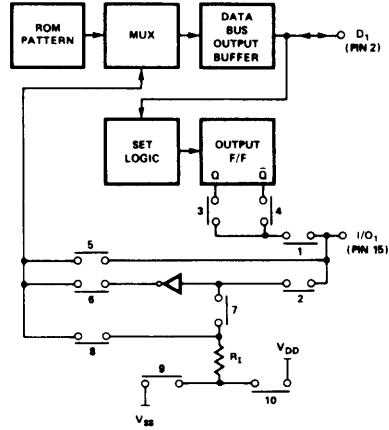 ROM
PATTERN
MUX
DATA
BUS
OUTPUT
BUFFER
D1
(PIN 2)
SET
LOGIC
OUTPUT
F/F
Q
Q̅
3
4
1
I/O1
(PIN 15)
5
6
2
7
8
RI
VDD
9
10
VSS